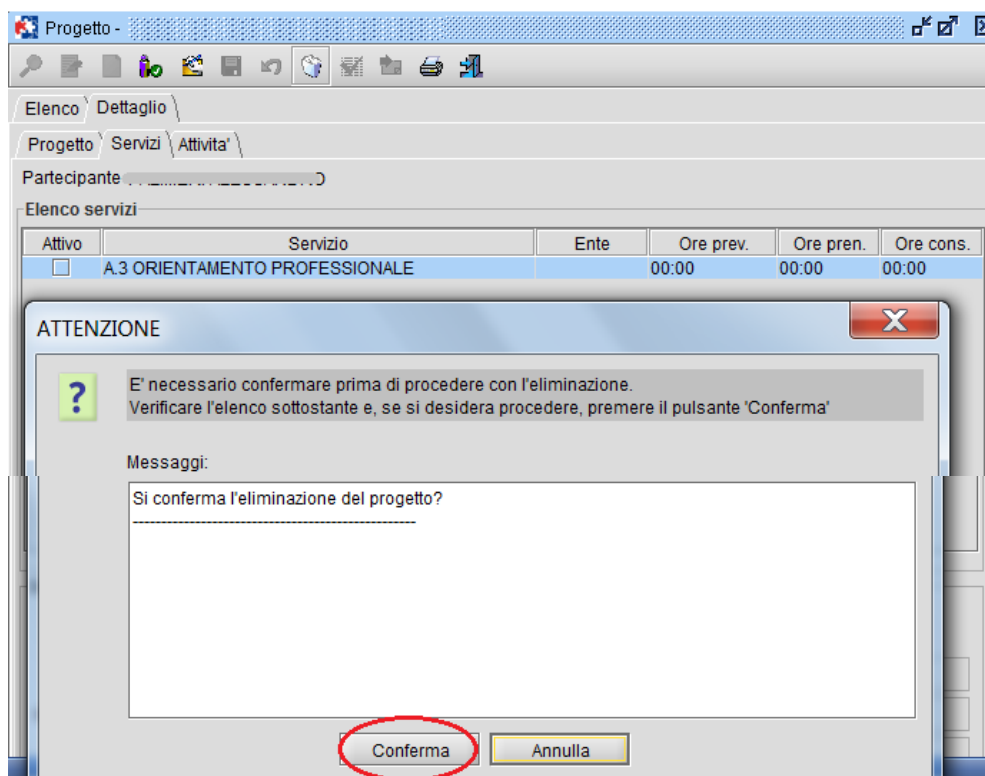 Progetto -
Elenco Dettaglio
Progetto Servizi Attivita'
Partecipante
Elenco servizi
Attivo Servizio Ente Ore prev. Ore pren. Ore cons.
A.3 ORIENTAMENTO PROFESSIONALE 00:00 00:00 00:00
ATTENZIONE
E' necessario confermare prima di procedere con l'eliminazione.
Verificare l'elenco sottostante e, se si desidera procedere, premere il pulsante 'Conferma'
Messaggi:
Si conferma l'eliminazione del progetto?
--------------------------------------------------
Conferma Annulla